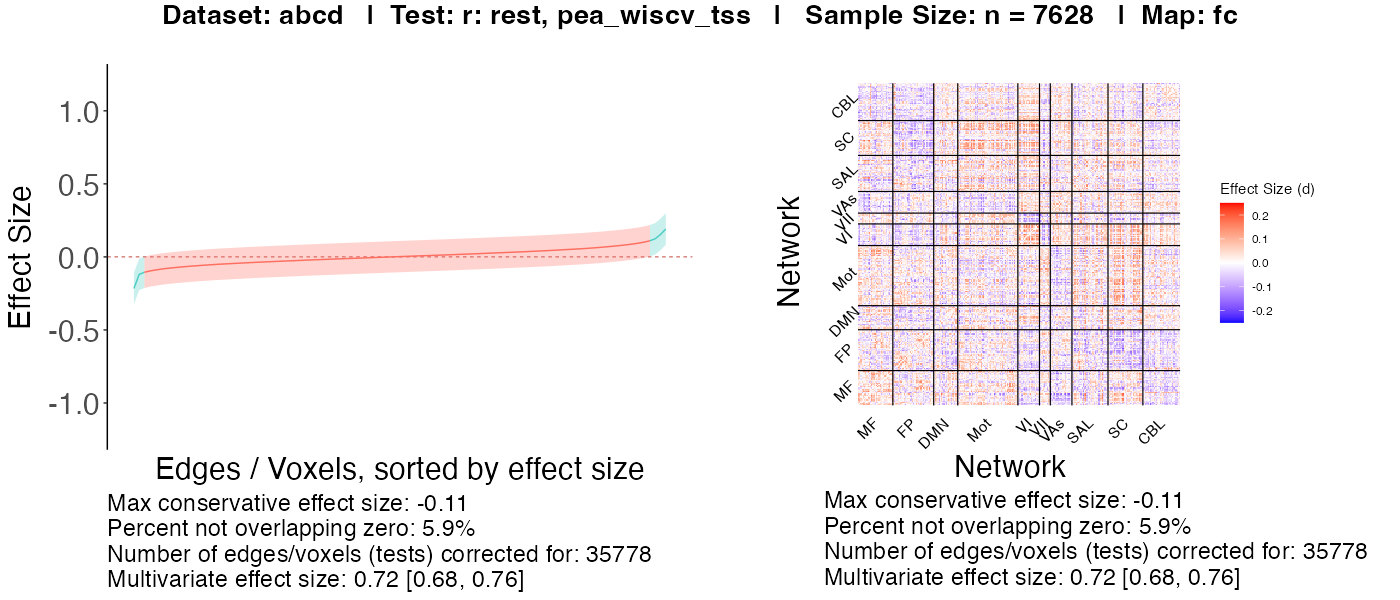 Dataset: abcd | Test: r: rest, pea_wiscv_tss | Sample Size: n = 7628 | Map: fc
Effect Size
1.0
0.5
0.0
-0.5
-1.0
Edges / Voxels, sorted by effect size
Max conservative effect size: -0.11
Percent not overlapping zero: 5.9%
Number of edges/voxels (tests) corrected for: 35778
Multivariate effect size: 0.72 [0.68, 0.76]
Network
CBL
SC
SAL
VAs
VII
VI
Mot
DMN
FP
MF
MF FP DMN Mot VI VII VAs SAL SC CBL
Network
Effect Size (d)
0.2
0.1
0.0
-0.1
-0.2
Max conservative effect size: -0.11
Percent not overlapping zero: 5.9%
Number of edges/voxels (tests) corrected for: 35778
Multivariate effect size: 0.72 [0.68, 0.76]